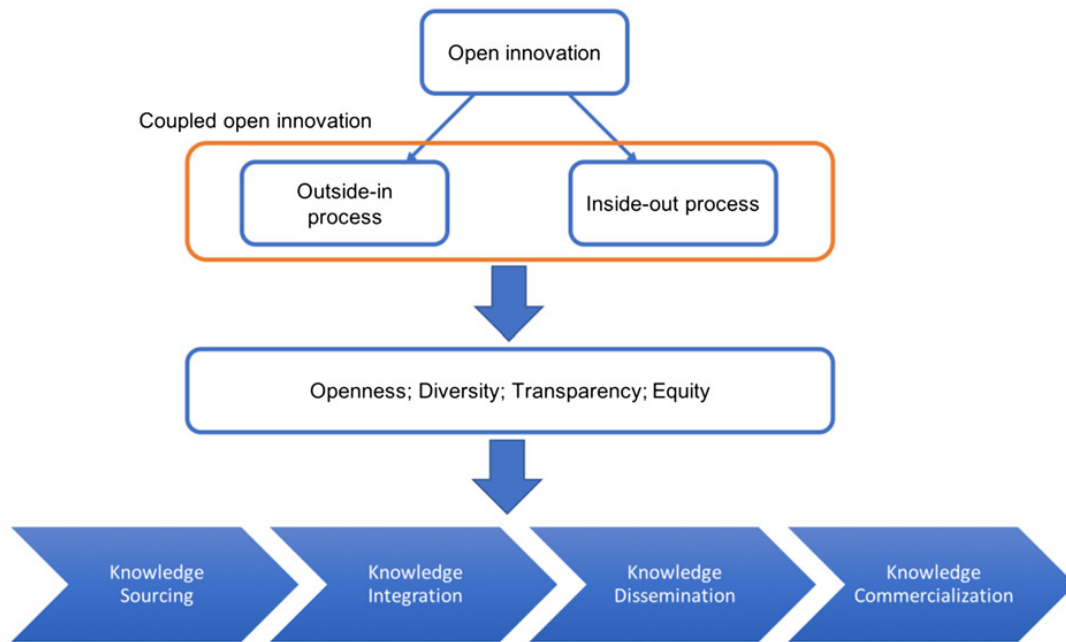 Open innovation
Coupled open innovation
Outside-in
process
Inside-out process
Openness; Diversity; Transparency; Equity
Knowledge
Sourcing
Knowledge
Integration
Knowledge
Dissemination
Knowledge
Commercialization